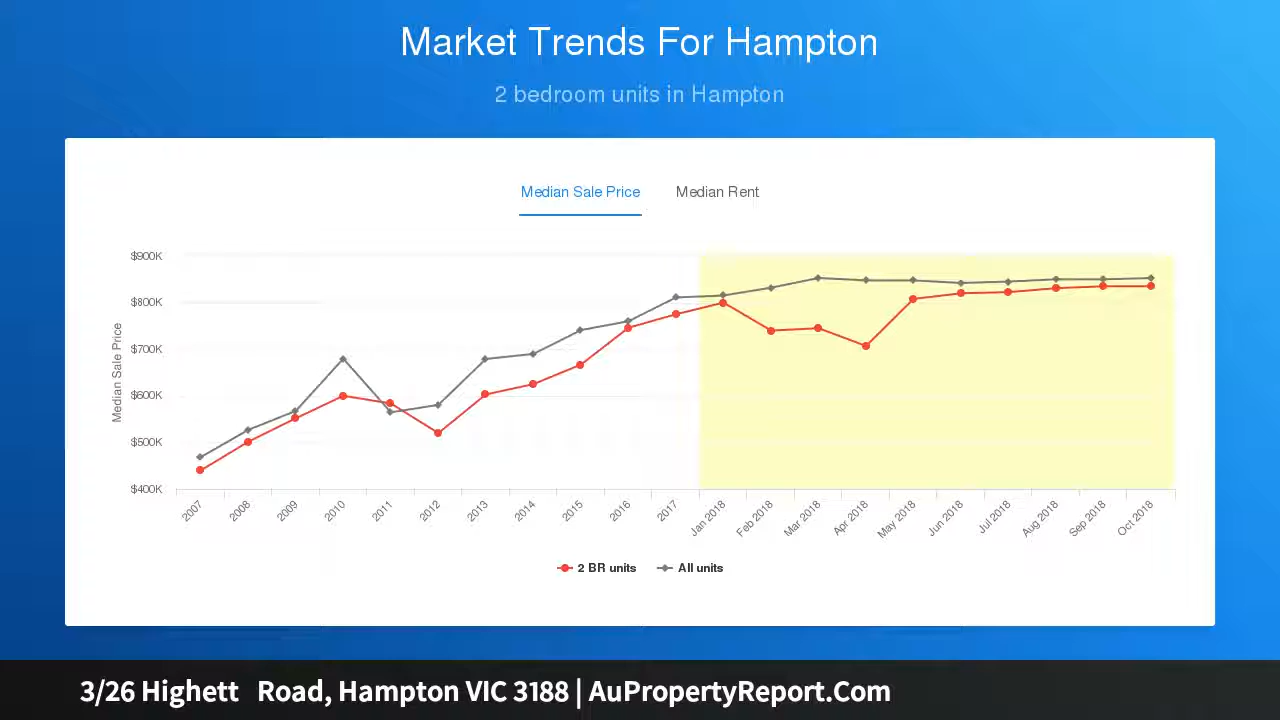 Market Trends For Hampton
2 bedroom units in Hampton
Median Sale Price Median Rent
$900K
$800K
$700K
$600K
$500K
$400K
Median Sale Price
2007 2008 2009 2010 2011 2012 2013 2014 2015 2016 2017 Jan 2018 Feb 2018 Mar 2018 Apr 2018 May 2018 Jun 2018 Jul 2018 Aug 2018 Sep 2018 Oct 2018
2 BR units All units
3/26 Highett Road, Hampton VIC 3188 | AuPropertyReport.Com